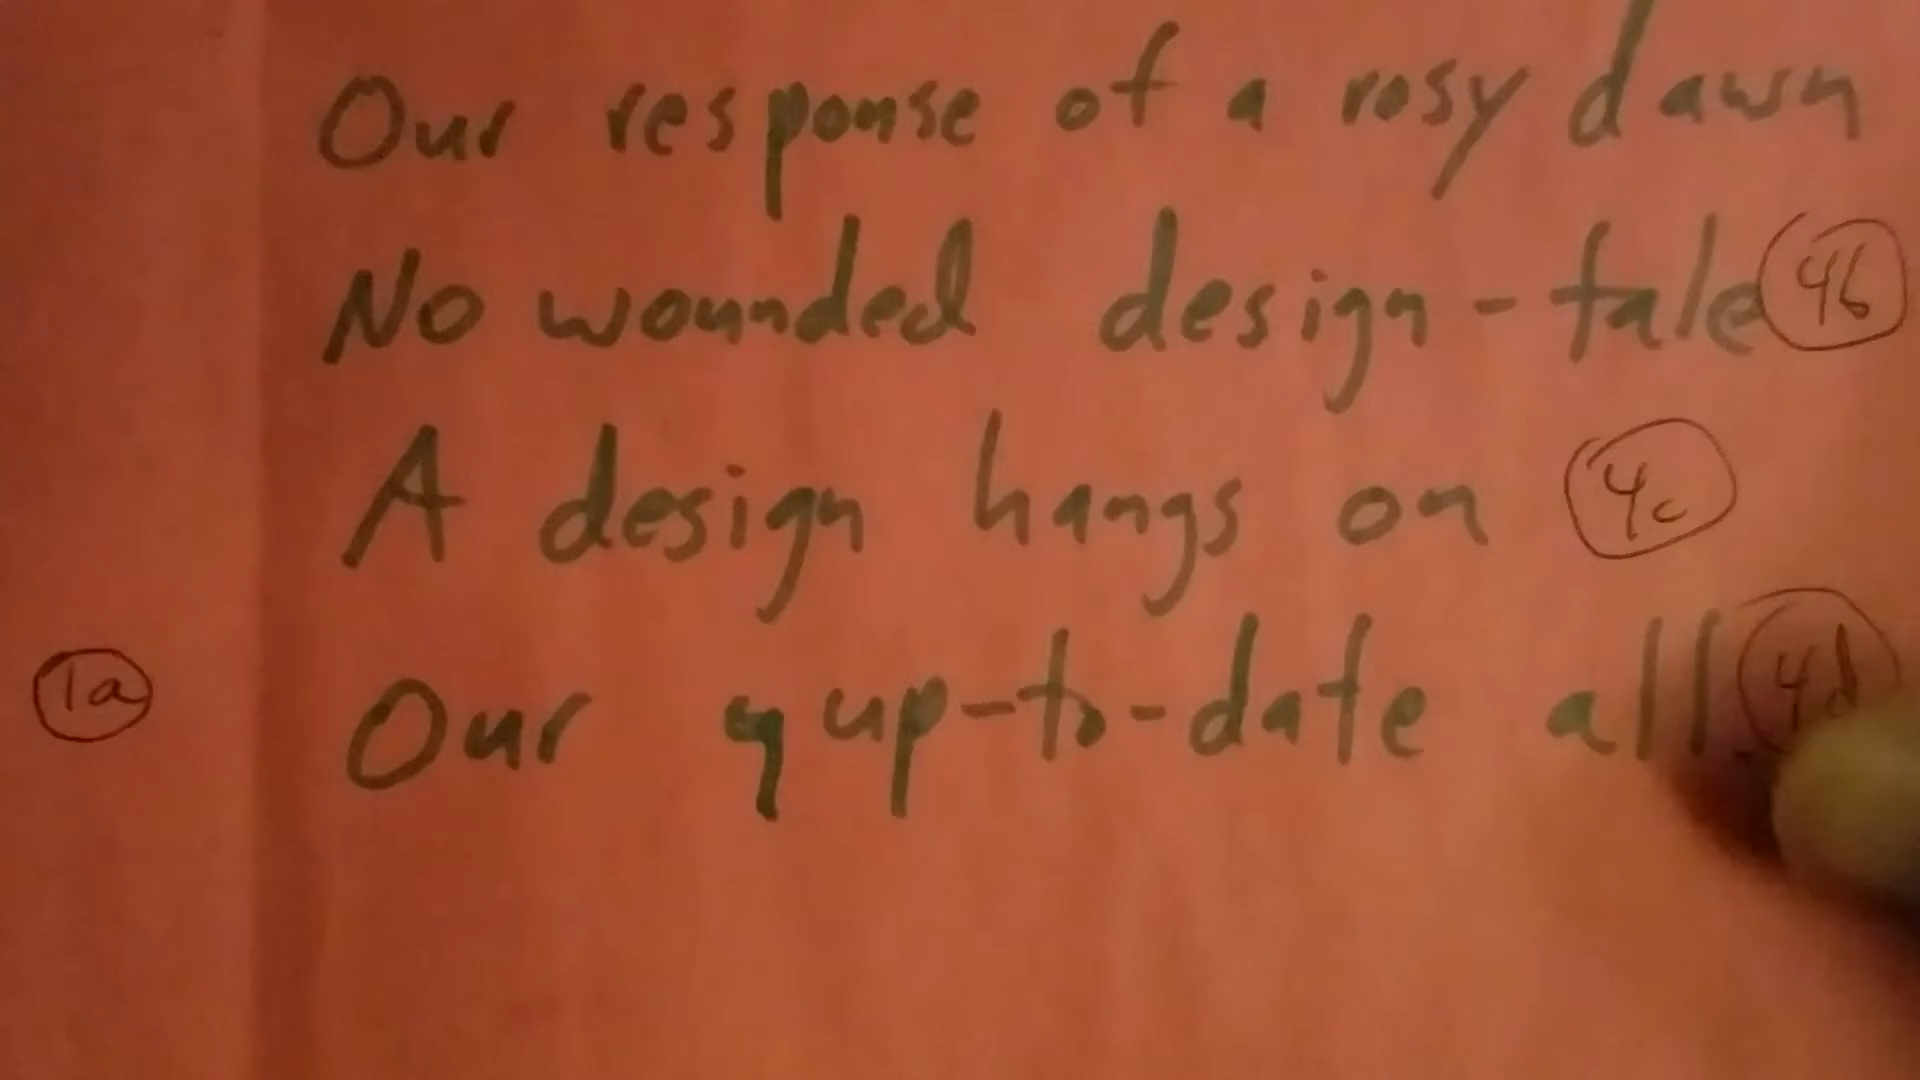 Our response of a rosy dawn
No wounded design-tale 4b
A design hangs on 4c
1a Our q up-to-date all 4d